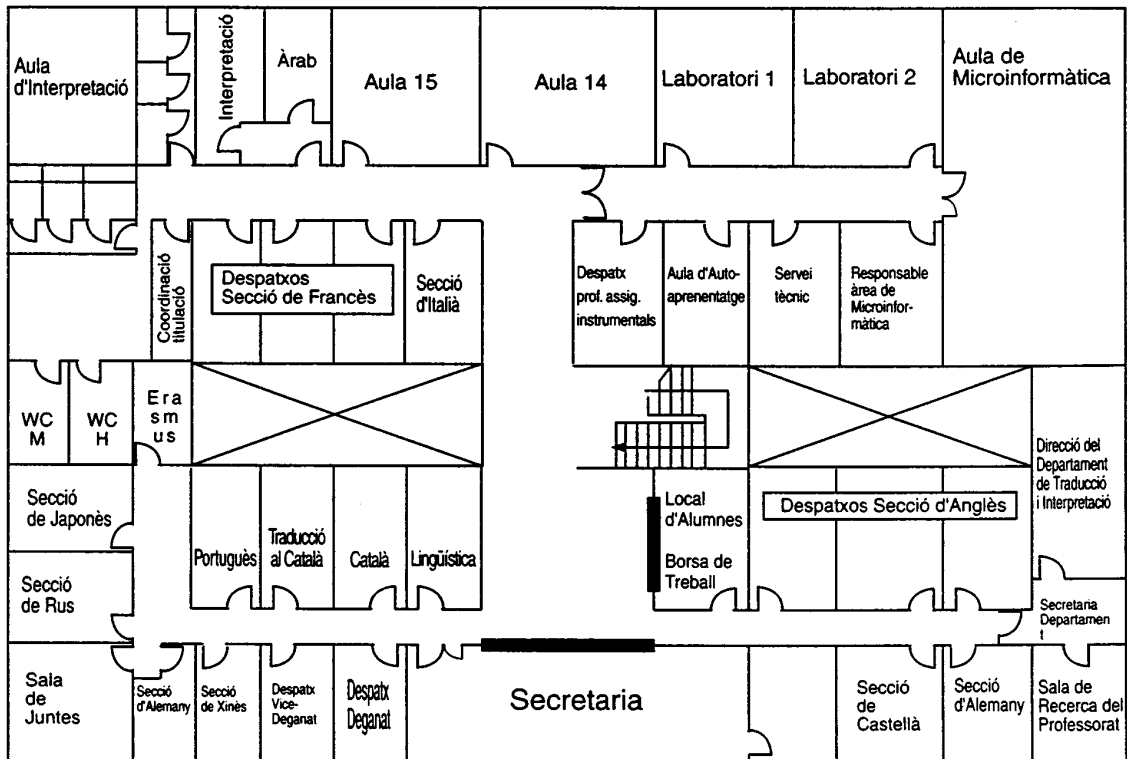 Aula
d'Interpretació
Interpretació
Àrab
Aula 15
Aula 14
Laboratori 1
Laboratori 2
Aula de
Microinformàtica
Coordinació
titulació
Despatxos
Secció de Francès
Secció
d'Italià
Despatx
prof. assig.
instrumentals
Aula d'Auto-
aprenentatge
Servei
tècnic
Responsable
àrea de
Microinfor-
màtica
WC
M
WC
H
Era
sm
us
Direcció del
Departament
de Traducció
i Interpretació
Secció
de Japonès
Portuguès
Traducció
al Català
Català
Lingüística
Local
d'Alumnes
Borsa de
Treball
Despatxos Secció d'Anglès
Secció
de Rus
Secretaria
Departamen
t
Sala
de
Juntes
Secció
d'Alemany
Secció
de Xinès
Despatx
Vice-
Deganat
Despatx
Deganat
Secretaria
Secció
de
Castellà
Secció
d'Alemany
Sala de
Recerca del
Professorat